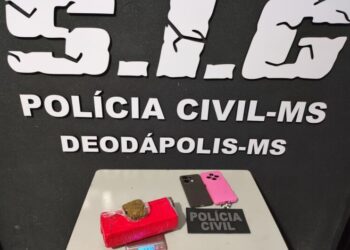 S.I.G
POLÍCIA CIVIL-MS
DEODÁPOLIS-MS
POLÍCIA
CIVIL